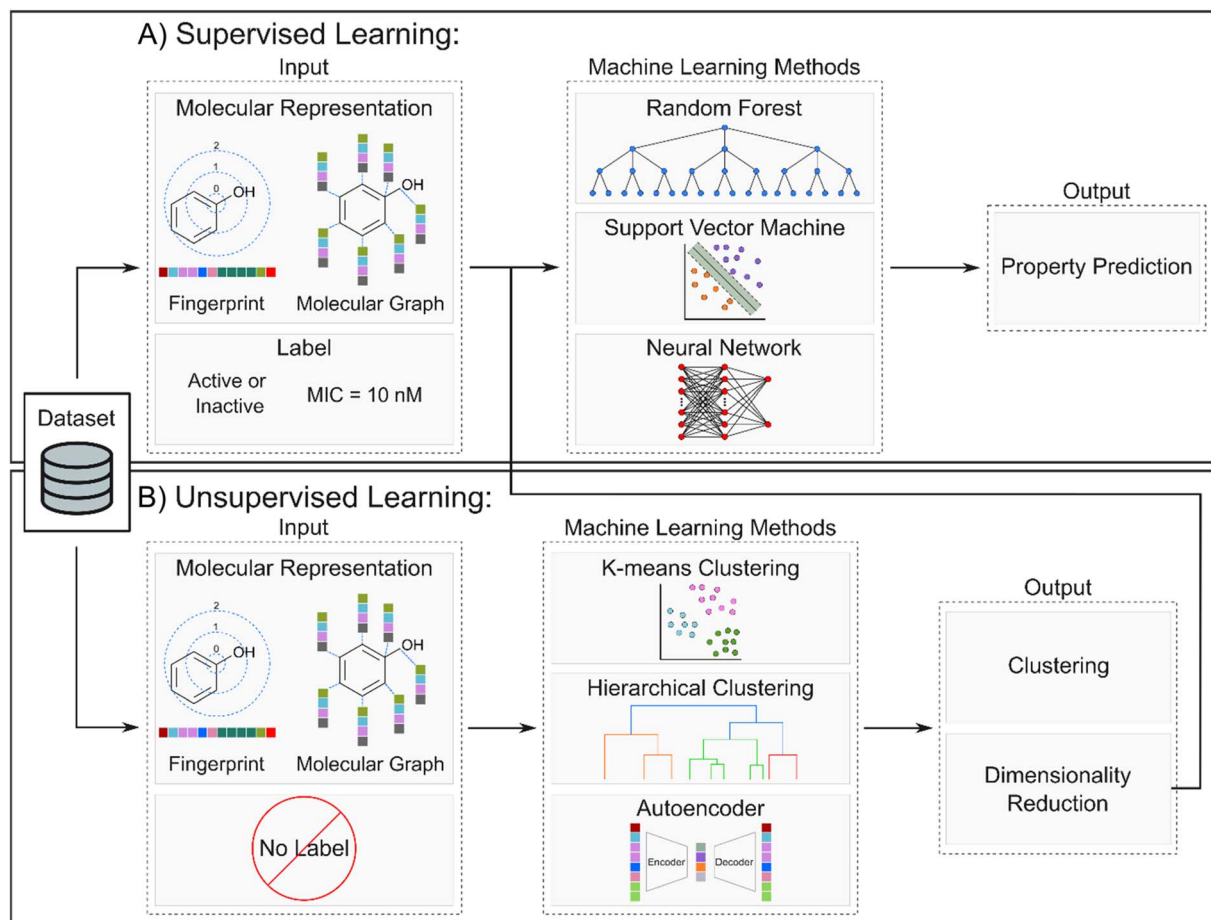 A) Supervised Learning:
Input
Molecular Representation
2
1
0
OH
OH
Fingerprint
Molecular Graph
Label
Active or
Inactive
MIC = 10 nM
Machine Learning Methods
Random Forest
Support Vector Machine
Neural Network
Output
Property Prediction
Dataset
B) Unsupervised Learning:
Input
Molecular Representation
2
1
0
OH
OH
Fingerprint
Molecular Graph
No Label
Machine Learning Methods
K-means Clustering
Hierarchical Clustering
Autoencoder
Encoder
Decoder
Output
Clustering
Dimensionality
Reduction